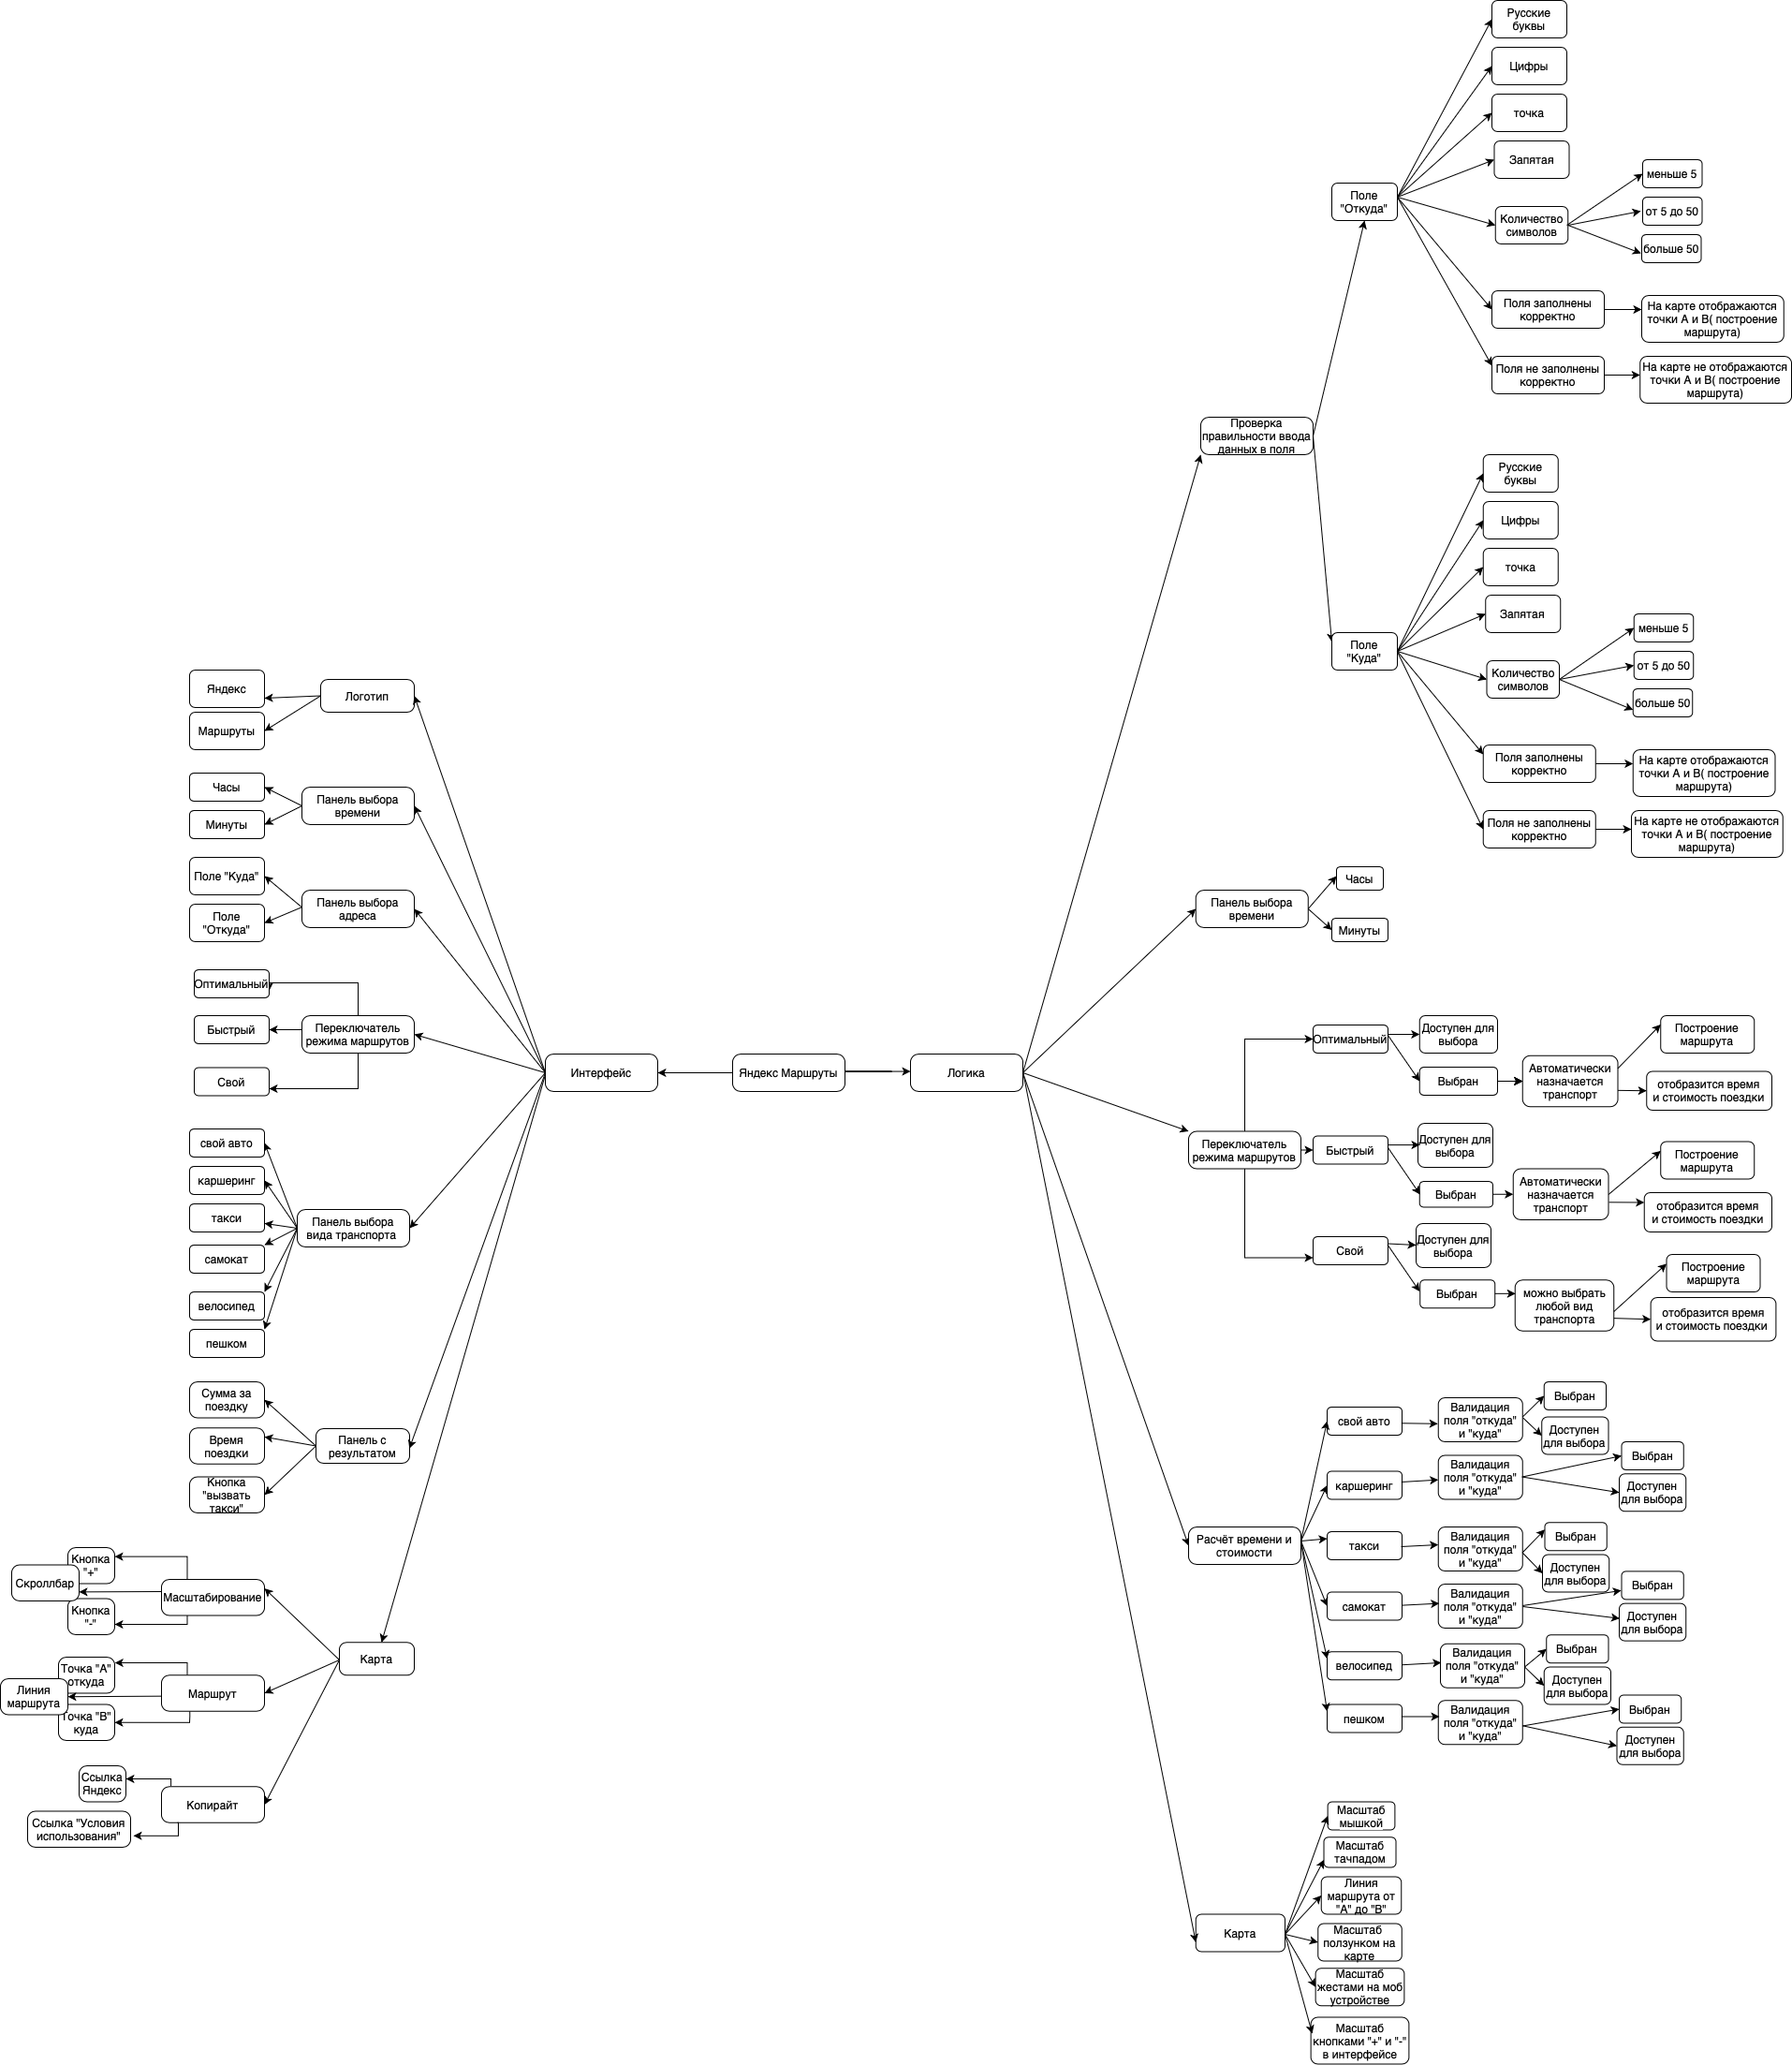 Яндекс Маршруты
Интерфейс
Логотип
Яндекс
Маршруты
Панель выбора
времени
Часы
Минуты
Панель выбора
адреса
Поле "Куда"
Поле
"Откуда"
Переключатель
режима маршрутов
Оптимальный
Быстрый
Свой
Панель выбора
вида транспорта
свой авто
каршеринг
такси
самокат
велосипед
пешком
Панель с
результатом
Сумма за
поездку
Время
поездки
Кнопка
"вызвать
такси"
Карта
Масштабирование
Кнопка
"+"
Скроллбар
Кнопка
"-"
Маршрут
Точка "А"
откуда
Линия
маршрута
Точка "В"
куда
Копирайт
Ссылка
Яндекс
Ссылка "Условия
использования"
Логика
Проверка
правильности ввода
данных в поля
Поле
"Откуда"
Русские
буквы
Цифры
точка
Запятая
Количество
символов
меньше 5
от 5 до 50
больше 50
Поля заполнены
корректно
На карте отображаются
точки А и В( построение
маршрута)
Поля не заполнены
корректно
На карте не отображаются
точки А и В( построение
маршрута)
Поле
"Куда"
Русские
буквы
Цифры
точка
Запятая
Количество
символов
меньше 5
от 5 до 50
больше 50
Поля заполнены
корректно
На карте отображаются
точки А и В( построение
маршрута)
Поля не заполнены
корректно
На карте не отображаются
точки А и В( построение
маршрута)
Панель выбора
времени
Часы
Минуты
Переключатель
режима маршрутов
Оптимальный
Доступен для
выбора
Выбран
Автоматически
назначается
транспорт
Построение
маршрута
отобразится время
и стоимость поездки
Быстрый
Доступен для
выбора
Выбран
Автоматически
назначается
транспорт
Построение
маршрута
отобразится время
и стоимость поездки
Свой
Доступен для
выбора
Выбран
можно выбрать
любой вид
транспорта
Построение
маршрута
отобразится время
и стоимость поездки
Расчёт времени и
стоимости
свой авто
Валидация
поля "откуда"
и "куда"
Выбран
Доступен
для выбора
каршеринг
Валидация
поля "откуда"
и "куда"
Выбран
Доступен
для выбора
такси
Валидация
поля "откуда"
и "куда"
Выбран
Доступен
для выбора
самокат
Валидация
поля "откуда"
и "куда"
Выбран
Доступен
для выбора
велосипед
Валидация
поля "откуда"
и "куда"
Выбран
Доступен
для выбора
пешком
Валидация
поля "откуда"
и "куда"
Выбран
Доступен
для выбора
Карта
Масштаб
мышкой
Масштаб
тачпадом
Линия
маршрута от
"А" до "В"
Масштаб
ползунком на
карте
Масштаб
жестами на моб
устройстве
Масштаб
кнопками "+" и "-"
в интерфейсе